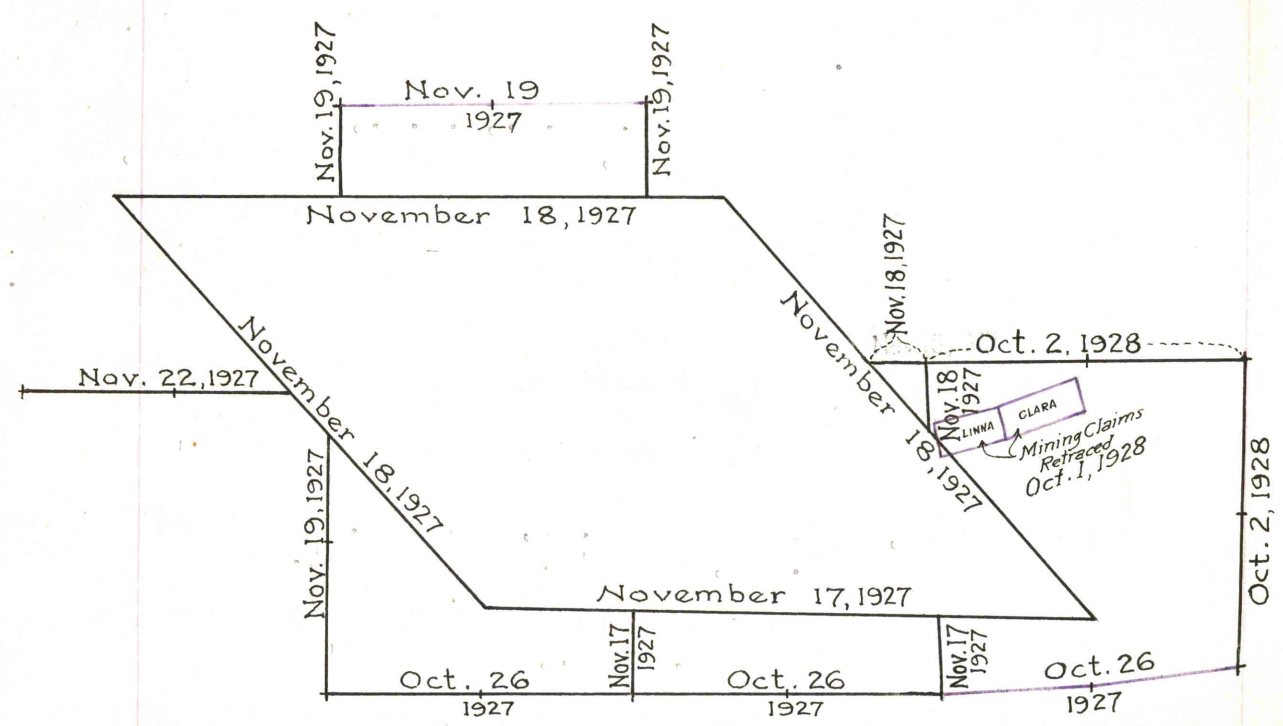 Nov. 19, 1927
Nov. 19
1927
Nov. 19, 1927
November 18, 1927
Nov. 18, 1927
November 18, 1927
Oct. 2, 1928
Nov. 22, 1927
November 18, 1927
Nov. 18
1927
LINNA
CLARA
Mining Claims
Retraced
Oct. 1, 1928
Oct. 2, 1928
Nov. 19, 1927
November 17, 1927
Nov. 17
1927
Nov. 17
1927
Oct. 26
1927
Oct. 26
1927
Oct. 26
1927